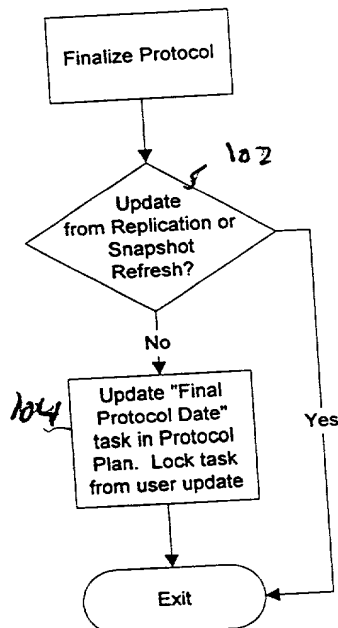 Finalize Protocol
102
Update
from Replication or
Snapshot
Refresh?
No
104
Update "Final
Protocol Date"
task in Protocol
Plan. Lock task
from user update
Yes
Exit